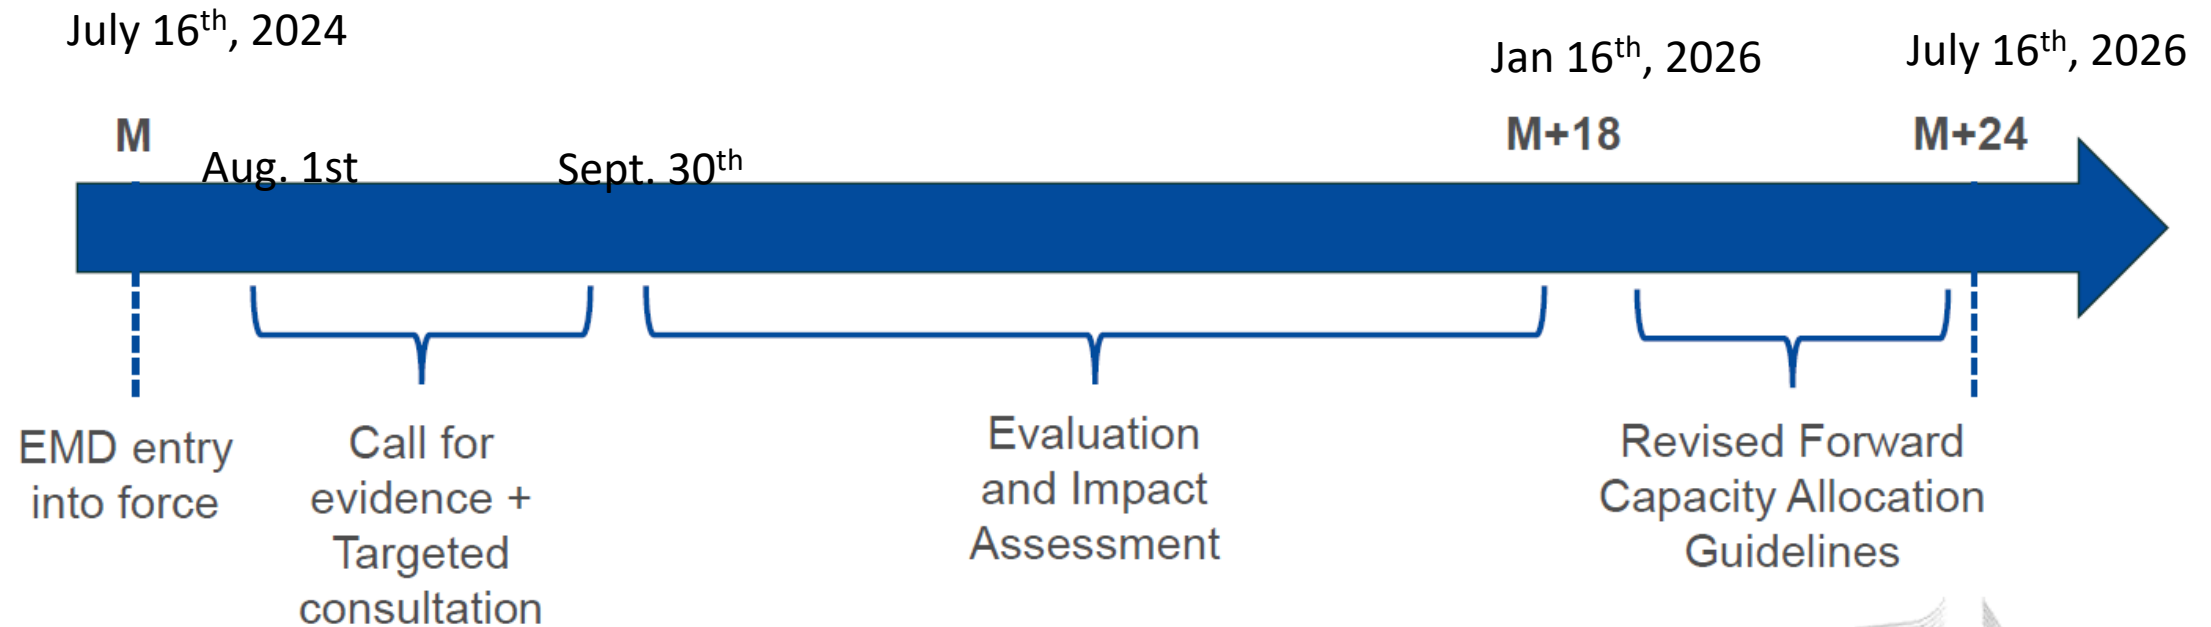 July 16th, 2024
Jan 16th, 2026
July 16th, 2026
M
M+18
M+24
Aug. 1st
Sept. 30th
EMD entry
into force
Call for
evidence +
Targeted
consultation
Evaluation
and Impact
Assessment
Revised Forward
Capacity Allocation
Guidelines